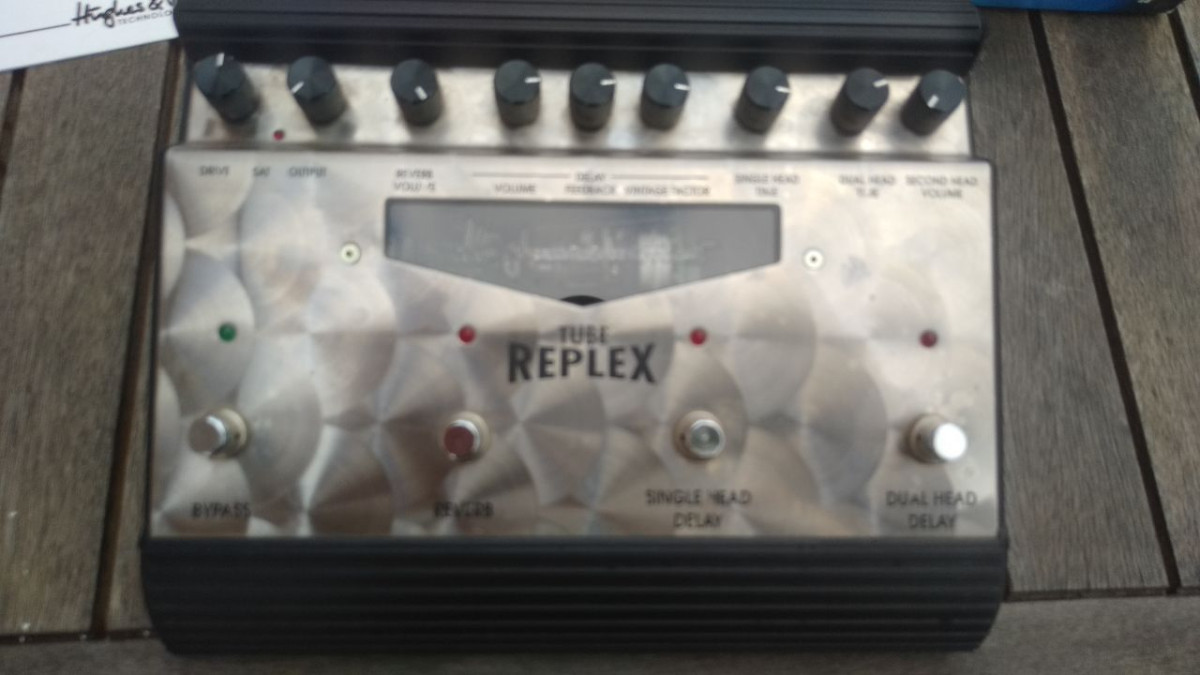 Hughes &
TECHNOLO
DRIVE SAT OUTPUT
REVERB
VOLUME
DELAY
VOLUME FEEDBACK VINTAGE FACTOR
SINGLE HEAD
TIME
DUAL HEAD
TIME
SECOND HEAD
VOLUME
TUBE
REPLEX
BYPASS
REVERB
SINGLE HEAD
DELAY
DUAL HEAD
DELAY